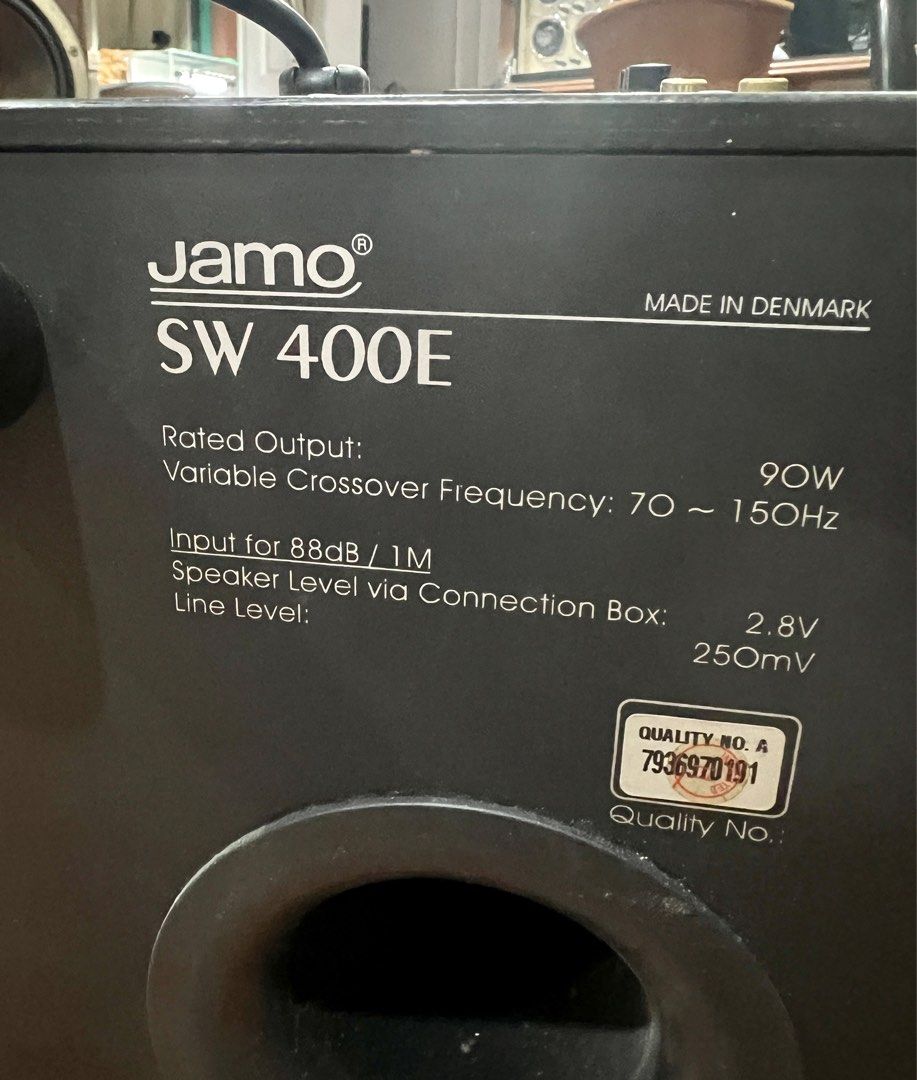 Jamo®
MADE IN DENMARK
SW 400E
Rated Output: 90W
Variable Crossover Frequency: 70 ~ 150Hz
Input for 88dB / 1M
Speaker Level via Connection Box: 2.8V
Line Level: 250mV
QUALITY NO. A
7936970191
Quality No.: